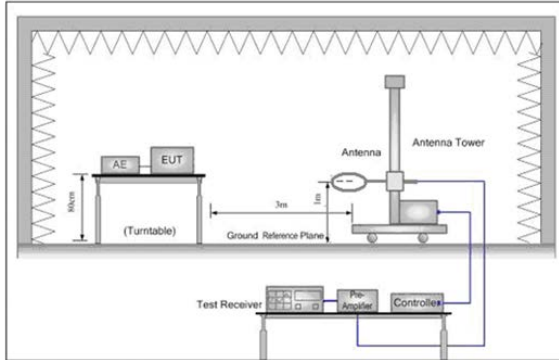 Antenna
Antenna Tower
AE
EUT
80cm
(Turntable)
3m
1m
Ground Reference Plane
Test Receiver
Pre-
Amplifier
Controller